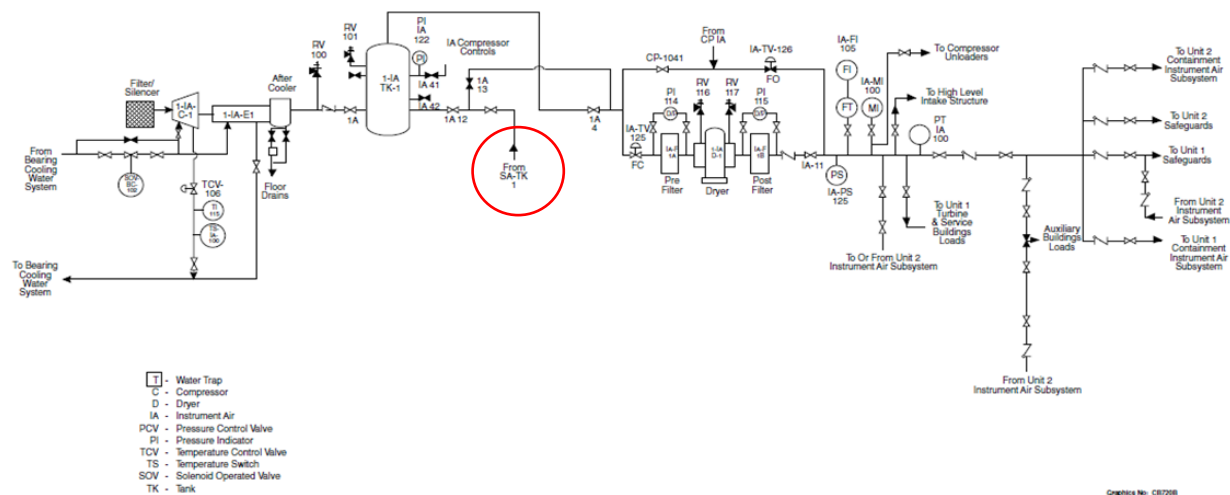 RV
100
RV
101
PI
IA
122
IA Compressor
Controls
From
CP IA
IA-TV-126
CP-1041
FO
IA-FI
105
FI
FT
IA-MI
100
MI
To Compressor
Unloaders
To High Level
Intake Structure
PT
IA
100
To Unit 2
Containment
Instrument Air
Subsystem
To Unit 2
Safeguards
To Unit 1
Safeguards
From Unit 2
Instrument
Air Subsystem
To Unit 1
Containment
Instrument Air
Subsystem
Filter/
Silencer
1-IA-
C-1
1-IA-E1
After
Cooler
1A
1-IA
TK-1
PI
IA 41
IA 42
1A 12
1A
13
1A
4
From
SA-TK
1
IA-TV
125
FC
PI
114
RV
116
RV
117
PI
115
IA-F
1A
Pre
Filter
1-IA
D-1
Dryer
IA-F
1B
Post
Filter
IA-11
PS
IA-PS
125
From
Bearing
Cooling
Water
System
SOV
BC-
102
TCV-
106
TI
115
TS-
IA-
100
Floor
Drains
To Bearing
Cooling
Water
System
To Unit 1
Turbine
& Service
Buildings
Loads
To Or From Unit 2
Instrument Air Subsystem
Auxiliary
Buildings
Loads
From Unit 2
Instrument Air Subsystem
T - Water Trap
C - Compressor
D - Dryer
IA - Instrument Air
PCV - Pressure Control Valve
PI - Pressure Indicator
TCV - Temperature Control Valve
TS - Temperature Switch
SOV - Solenoid Operated Valve
TK - Tank
Graphics No: CB720B